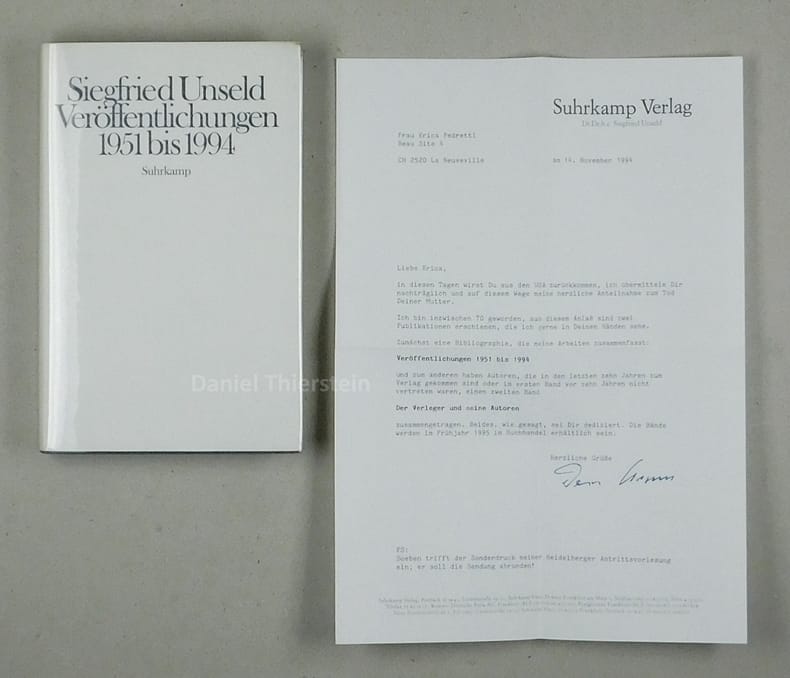 Siegfried Unseld
Veröffentlichungen
1951 bis 1994
Suhrkamp
Daniel Thierstein
Suhrkamp Verlag
Dr. Dr. h. c. Siegfried Unseld
Frau Erica Pedretti
Beau Site 4
CH 2520 La Neuveville
am 14. November 1994
Liebe Erica,
in diesen Tagen wirst Du aus den USA zurückkommen, ich übermittele Dir
nachträglich und auf diesem Wege meine herzliche Anteilnahme zum Tod
Deiner Mutter.
Ich bin inzwischen 70 geworden, aus diesem Anlaß sind zwei
Publikationen erschienen, die ich gerne in Deinen Händen sehe.
Zunächst eine Bibliographie, die meine Arbeiten zusammenfasst:
Veröffentlichungen 1951 bis 1994
und zum anderen haben Autoren, die in den letzten zehn Jahren zum
Verlag gekommen sind oder im ersten Band vor zehn Jahren nicht
vertreten waren, einen zweiten Band
Der Verleger und seine Autoren
zusammengetragen. Beides, wie gesagt, sei Dir dediziert. Die Bände
werden im Frühjahr 1995 im Buchhandel erhältlich sein.
Herzliche Grüße
Dein
PS:
Soeben trifft der Sonderdruck meiner Heidelberger Antrittsvorlesung
ein; er soll die Sendung abrunden!
Suhrkamp Verlag